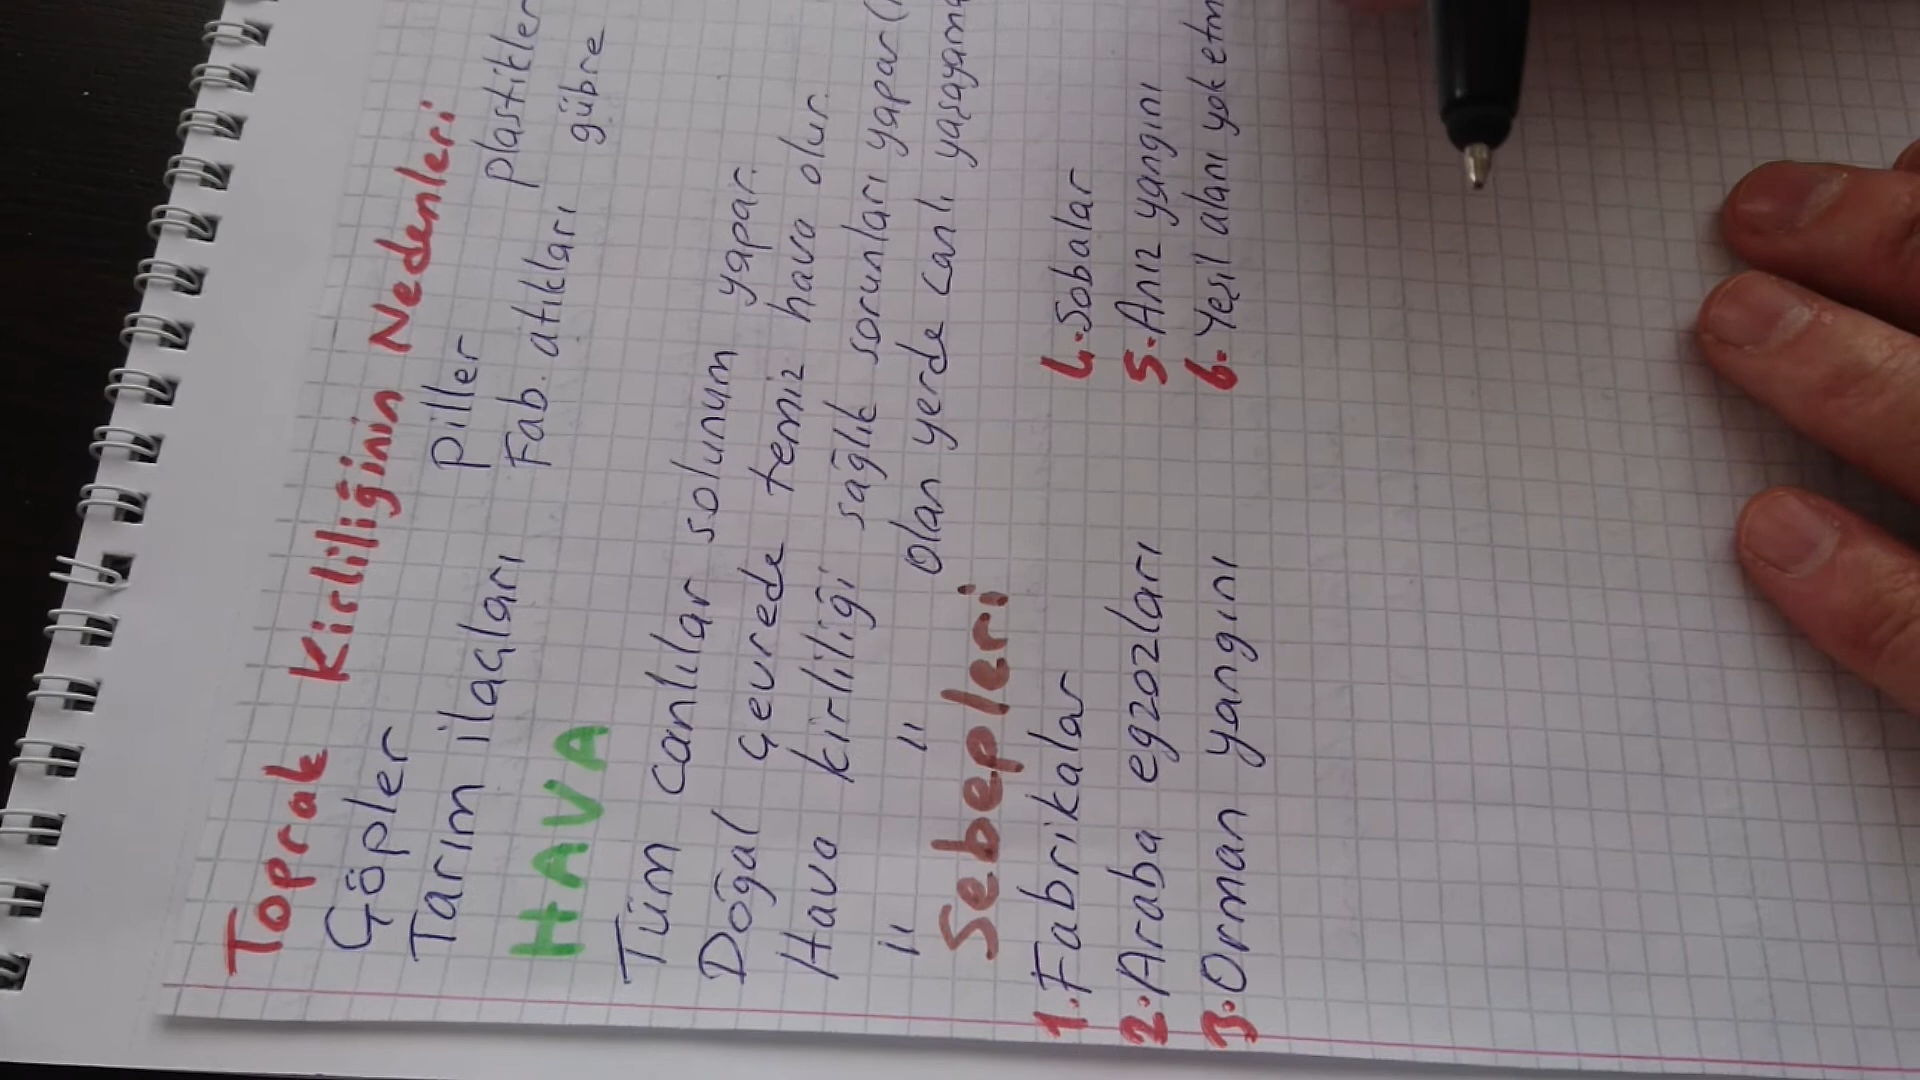 Toprak Kirliliğinin Nedenleri
Çöpler piller plastikler
Tarım ilaçları Fab. atıkları gübre
HAVA
Tüm canlılar solunum yapar.
Doğal çevrede temiz hava olur.
Hava kirliliği sağlık sorunları yapar (
" " olan yerde canlı yaşayam
Sebepleri
1. Fabrikalar 4. Sobalar
2. Araba egzozları 5. Anız yangını
3. Orman yangını 6. Yeşil alanı yok etm